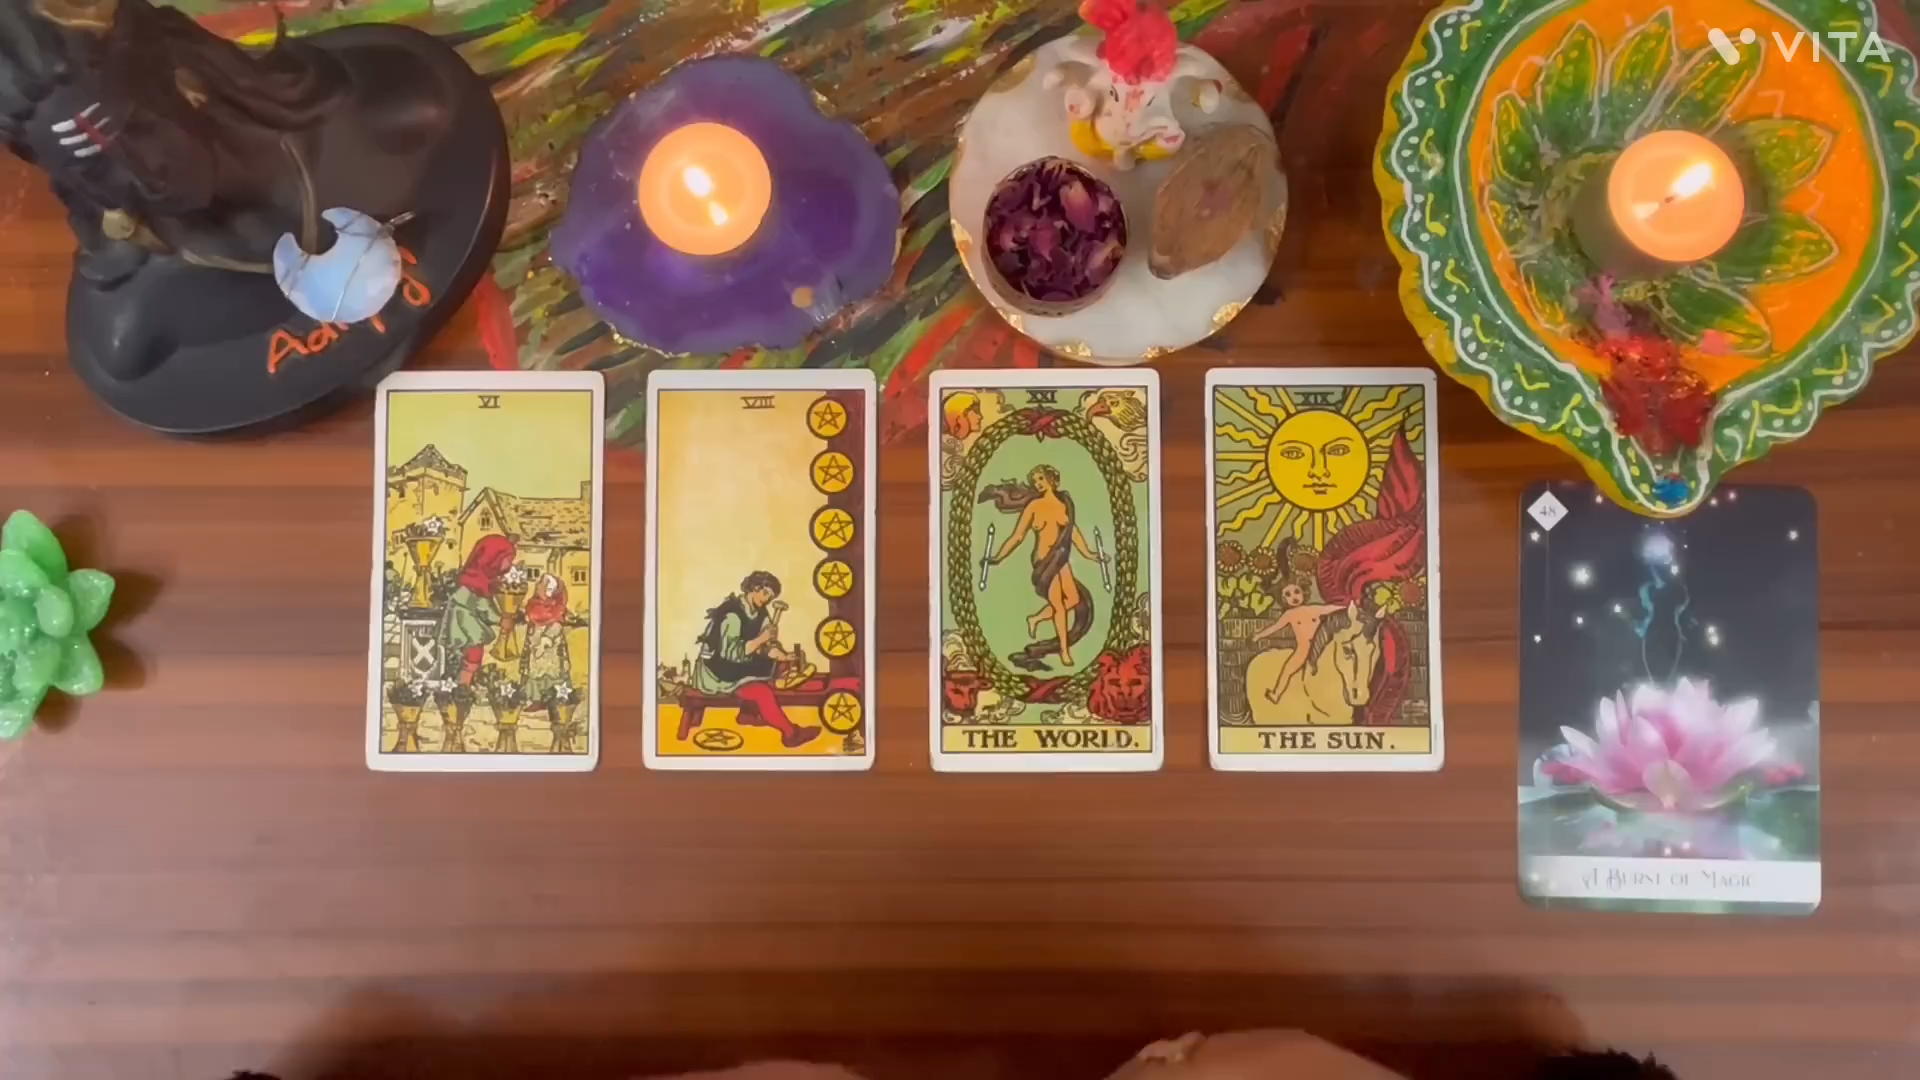 VITA
VI
VIII
XXI
THE WORLD.
XIX
THE SUN.
48
A BURST OF MAGIC